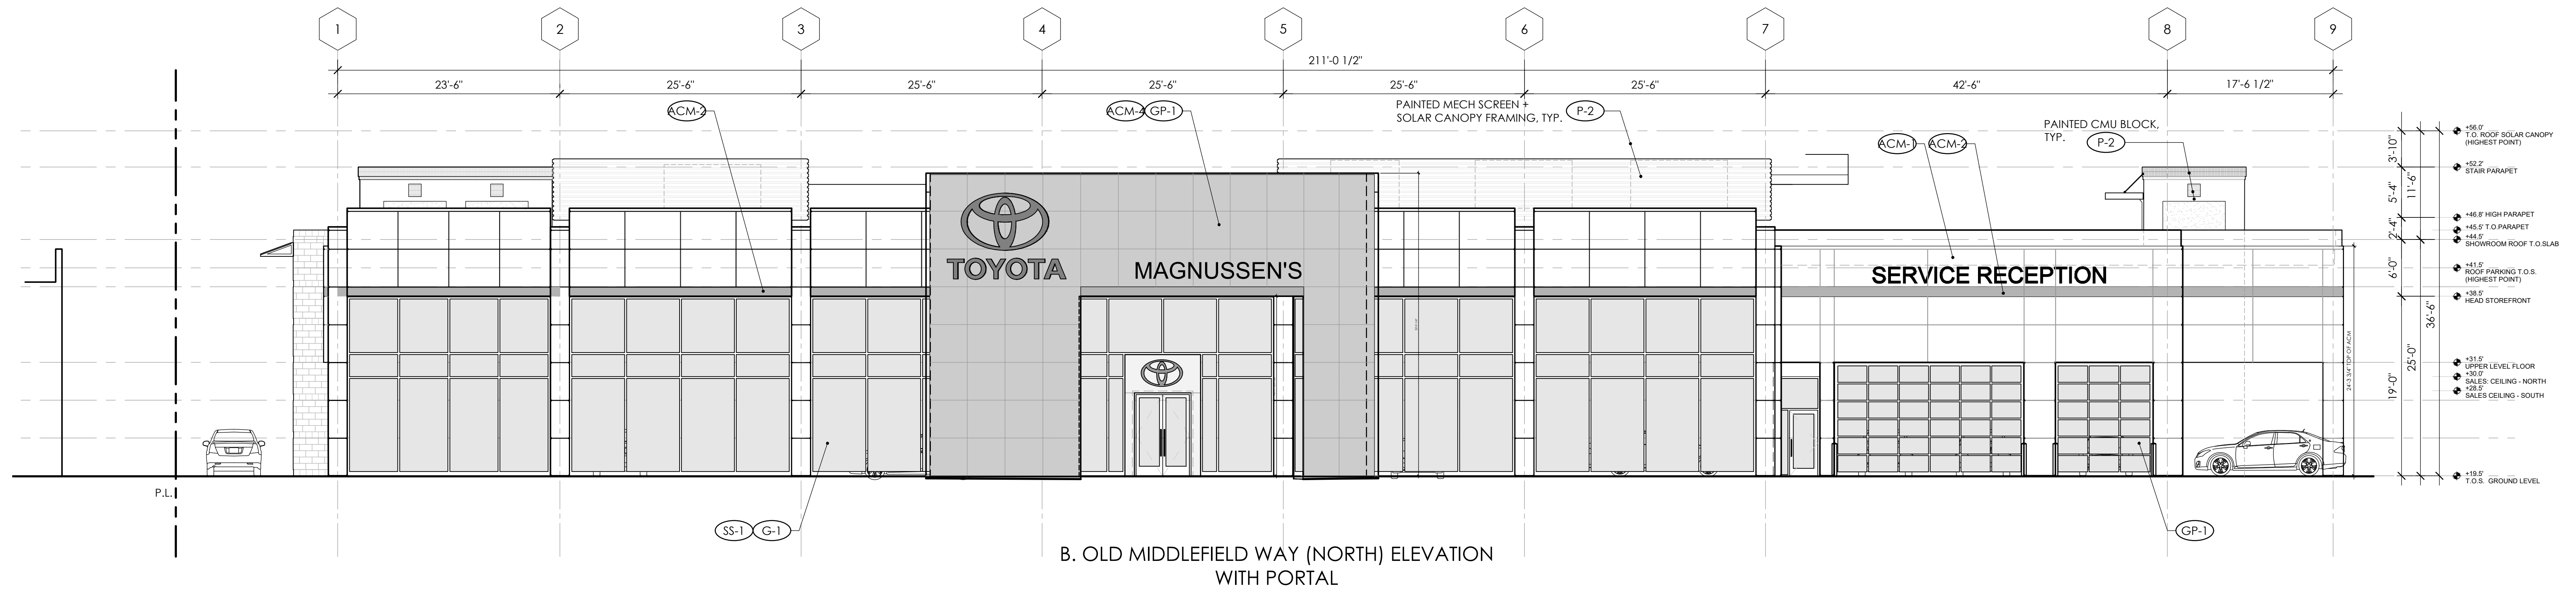 1 2 3 4 5 6 7 8 9
211'-0 1/2"
23'-6" 25'-6" 25'-6" 25'-6" 25'-6" 25'-6" 42'-6" 17'-6 1/2"
ACM-2
ACM-4 GP-1
PAINTED MECH SCREEN +
SOLAR CANOPY FRAMING, TYP.
P-2
ACM-1 ACM-2
PAINTED CMU BLOCK,
TYP.
P-2
+56.0'
T.O. ROOF SOLAR CANOPY
(HIGHEST POINT)
+52.2'
STAIR PARAPET
+46.8' HIGH PARAPET
+45.5' T.O.PARAPET
+44.5'
SHOWROOM ROOF T.O.SLAB
+41.5'
ROOF PARKING T.O.S.
(HIGHEST POINT)
+38.5'
HEAD STOREFRONT
+31.5'
UPPER LEVEL FLOOR
+30.0'
SALES: CEILING - NORTH
+28.5'
SALES CEILING - SOUTH
+19.5'
T.O.S. GROUND LEVEL
3'-10"
5'-4"
2'-4"
6'-0"
19'-0"
11'-6"
25'-0"
36'-6"
24'-3 3/4" TOP OF ACM
TOYOTA
MAGNUSSEN'S
SERVICE RECEPTION
P.L.
SS-1 G-1
GP-1
B. OLD MIDDLEFIELD WAY (NORTH) ELEVATION
WITH PORTAL